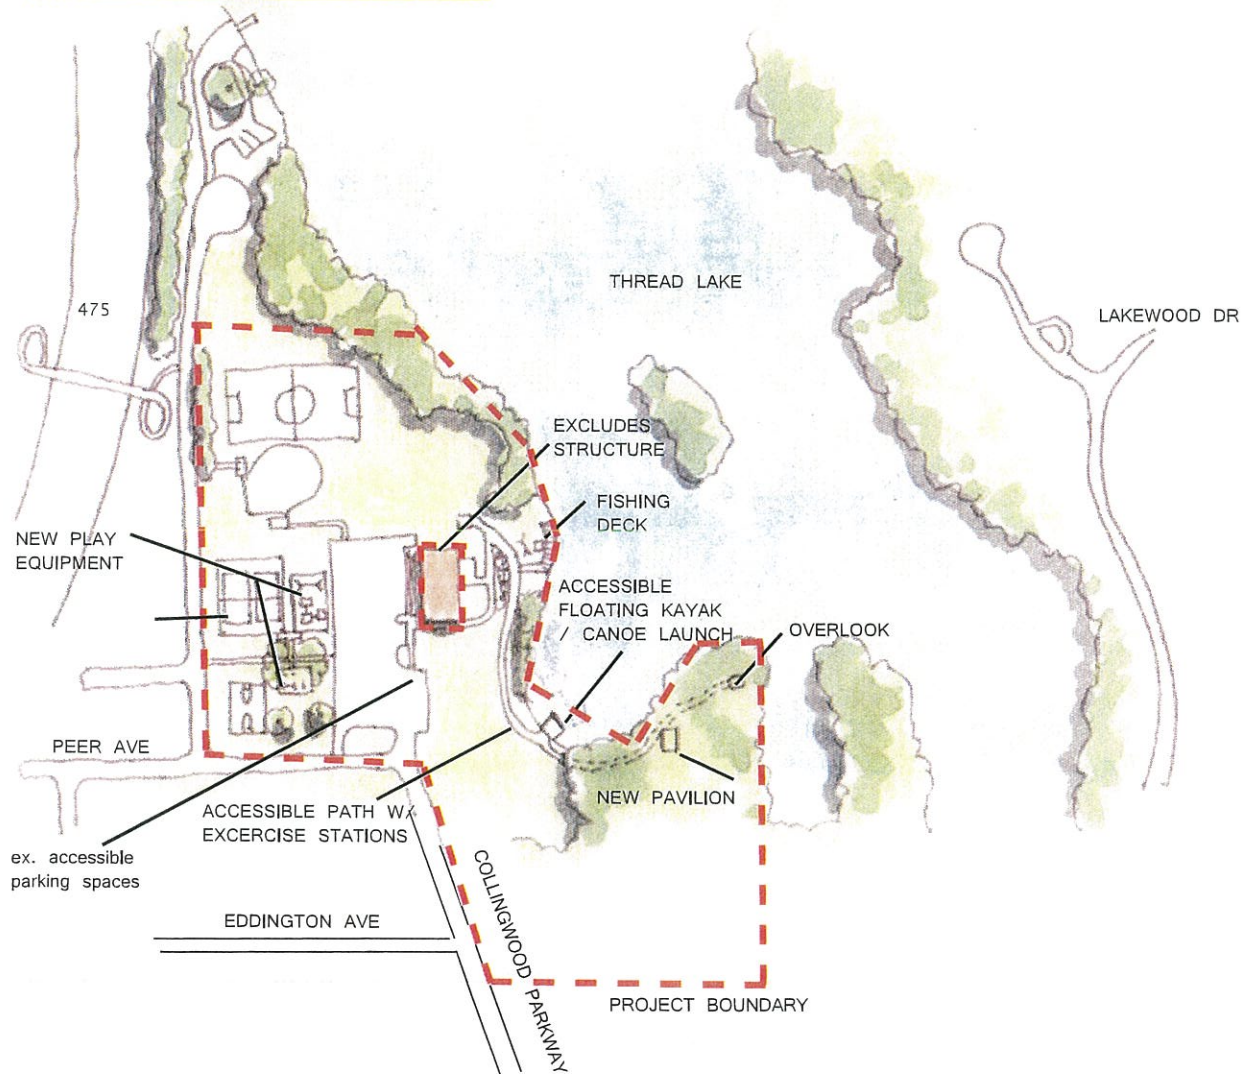 THREAD LAKE
475
LAKEWOOD DR
EXCLUDES
STRUCTURE
FISHING
DECK
NEW PLAY
EQUIPMENT
ACCESSIBLE
FLOATING KAYAK
/ CANOE LAUNCH
OVERLOOK
PEER AVE
NEW PAVILION
ACCESSIBLE PATH W/
EXCERCISE STATIONS
ex. accessible
parking spaces
COLLINGWOOD PARKWAY
EDDINGTON AVE
PROJECT BOUNDARY